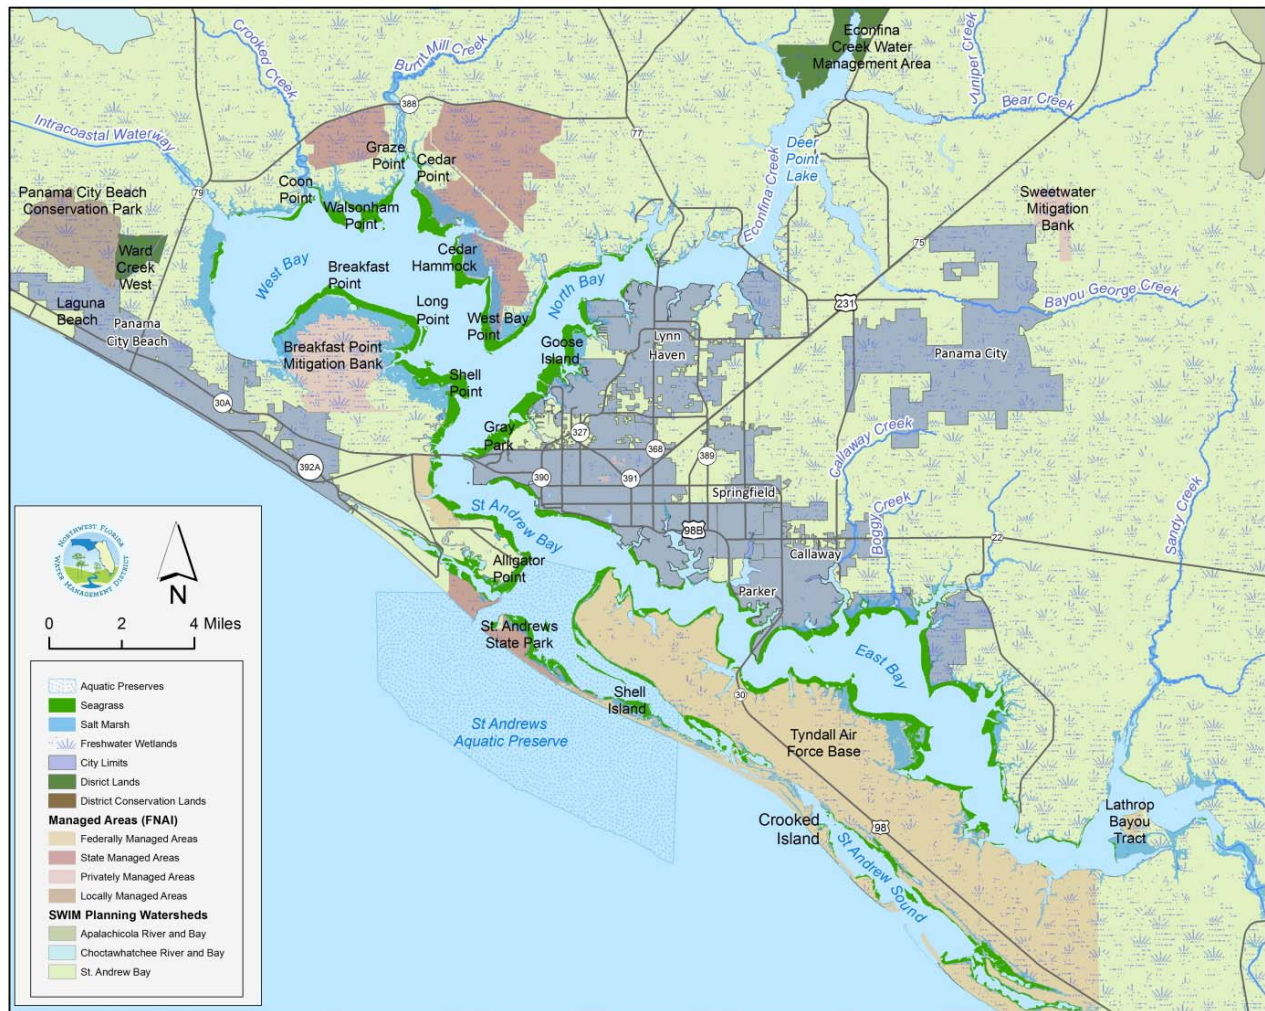 Econfina
Creek Water
Management Area
Crooked Creek
Burnt Mill Creek
Juniper Creek
Bear Creek
Intracoastal Waterway
388
77
Graze
Point
Cedar
Point
Deer
Point
Lake
Econfina Creek
79
Coon
Point
Walsonham
Point
Panama City Beach
Conservation Park
Sweetwater
Mitigation
Bank
Ward
Creek
West
Cedar
Hammock
75
West Bay
Breakfast
Point
North Bay
Bayou George Creek
Laguna
Beach
Long
Point
231
Panama
City Beach
West Bay
Point
Goose
Island
Lynn
Haven
Panama City
Breakfast Point
Mitigation Bank
Shell
Point
30A
Gray
Park
327
368
389
Callaway Creek
392A
390
391
Springfield
Boggy Creek
Sandy Creek
St Andrew Bay
98B
22
Callaway
Alligator
Point
Parker
St. Andrews
State Park
East Bay
Shell
Island
30
St Andrews
Aquatic Preserve
Tyndall Air
Force Base
Crooked
Island
98
Lathrop
Bayou
Tract
St Andrew Sound
NORTHWEST FLORIDA
WATER MANAGEMENT DISTRICT
N
0 2 4 Miles
Aquatic Preserves
Seagrass
Salt Marsh
Freshwater Wetlands
City Limits
Disrict Lands
District Conservation Lands
Managed Areas (FNAI)
Federally Managed Areas
State Managed Areas
Privately Managed Areas
Locally Managed Areas
SWIM Planning Watersheds
Apalachicola River and Bay
Choctawhatchee River and Bay
St. Andrew Bay